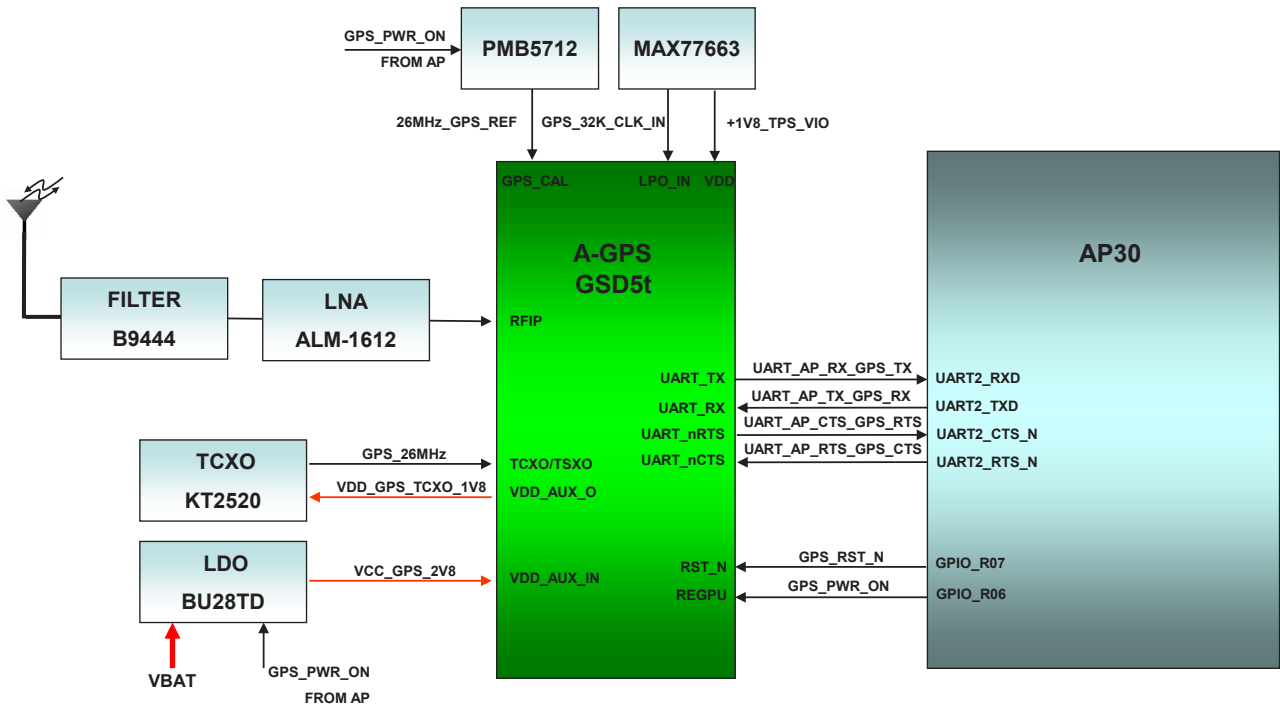 GPS_PWR_ON
FROM AP
PMB5712
MAX77663
26MHz_GPS_REF
GPS_32K_CLK_IN
+1V8_TPS_VIO
GPS_CAL
LPO_IN
VDD
A-GPS
GSD5t
AP30
FILTER
B9444
LNA
ALM-1612
RFIP
UART_TX
UART_AP_RX_GPS_TX
UART2_RXD
UART_RX
UART_AP_TX_GPS_RX
UART2_TXD
UART_nRTS
UART_AP_CTS_GPS_RTS
UART2_CTS_N
UART_nCTS
UART_AP_RTS_GPS_CTS
UART2_RTS_N
TCXO
KT2520
GPS_26MHz
TCXO/TSXO
VDD_GPS_TCXO_1V8
VDD_AUX_O
LDO
BU28TD
VCC_GPS_2V8
VDD_AUX_IN
RST_N
GPS_RST_N
GPIO_R07
REGPU
GPS_PWR_ON
GPIO_R06
VBAT
GPS_PWR_ON
FROM AP